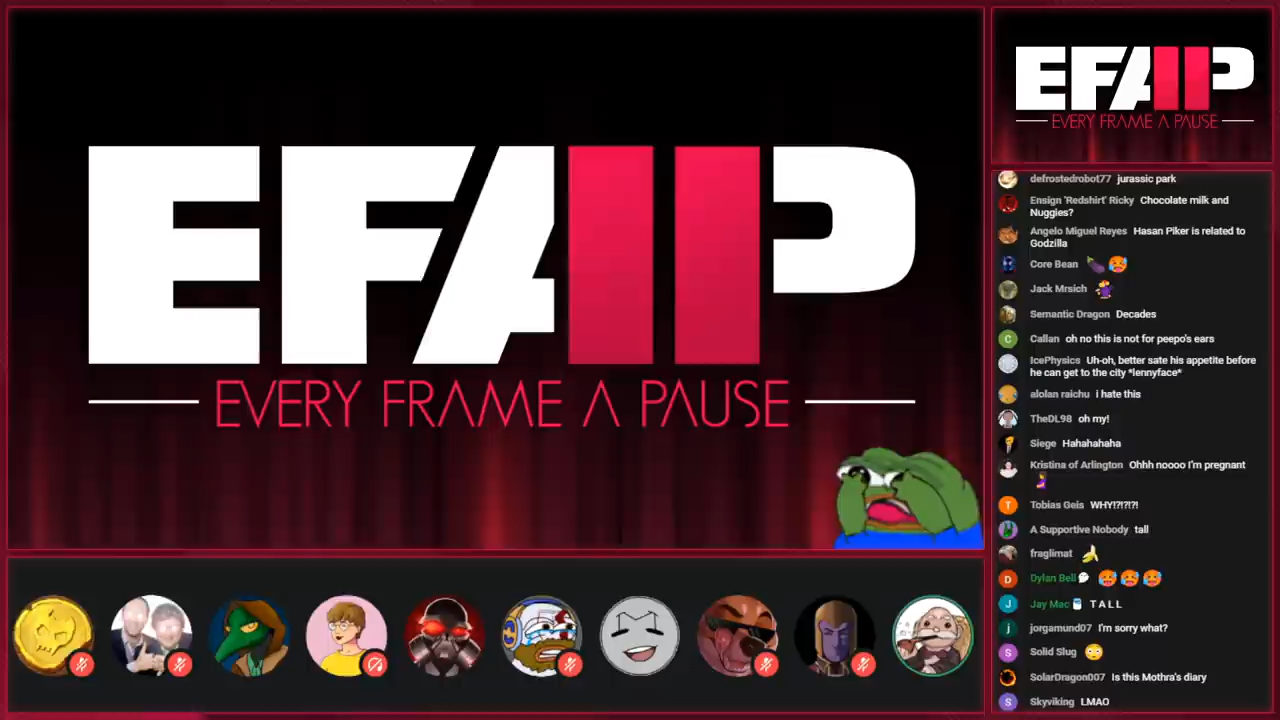 EFAP
EVERY FRAME A PAUSE
EFAP
EVERY FRAME A PAUSE
defrostedrobot77 jurassic park
Ensign 'Redshirt' Ricky Chocolate milk and
Nuggies?
Angelo Miguel Reyes Hasan Piker is related to
Godzilla
Core Bean 🍆🥵
Jack Mrsich
Semantic Dragon Decades
C Callan oh no this is not for peepo's ears
IcePhysics Uh-oh, better sate his appetite before
he can get to the city *lennyface*
alolan raichu i hate this
TheDL98 oh my!
Siege Hahahahaha
Kristina of Arlington Ohhh noooo I'm pregnant
🤰
T Tobias Geis WHY!?!?!?!
A Supportive Nobody tall
fraglimat 🍌
D Dylan Bell 🥵🥵🥵
J Jay Mac T A L L
j jorgamund07 I'm sorry what?
S Solid Slug 😳
SolarDragon007 Is this Mothra's diary
S Skyviking LMAO